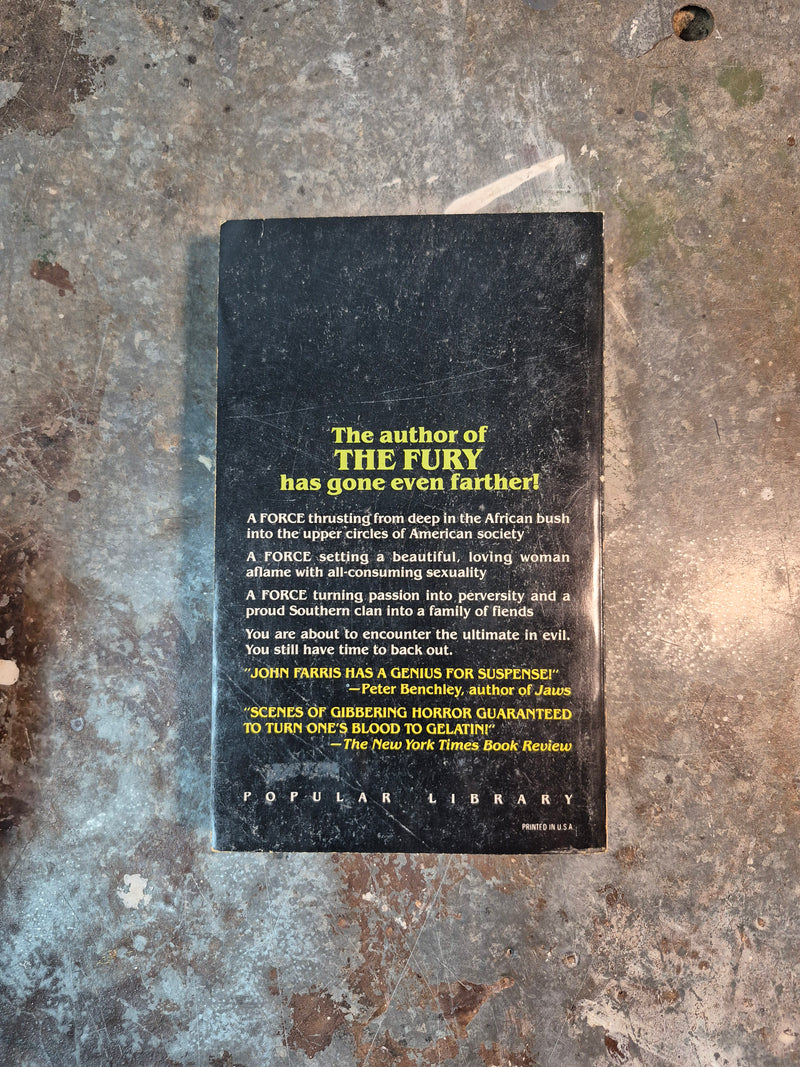 The author of
THE FURY
has gone even farther!
A FORCE thrusting from deep in the African bush
into the upper circles of American society
A FORCE setting a beautiful, loving woman
aflame with all-consuming sexuality
A FORCE turning passion into perversity and a
proud Southern clan into a family of fiends
You are about to encounter the ultimate in evil.
You still have time to back out.
"JOHN FARRIS HAS A GENIUS FOR SUSPENSE!"
—Peter Benchley, author of Jaws
"SCENES OF GIBBERING HORROR GUARANTEED
TO TURN ONE'S BLOOD TO GELATIN!"
—The New York Times Book Review
POPULAR LIBRARY
PRINTED IN U.S.A.